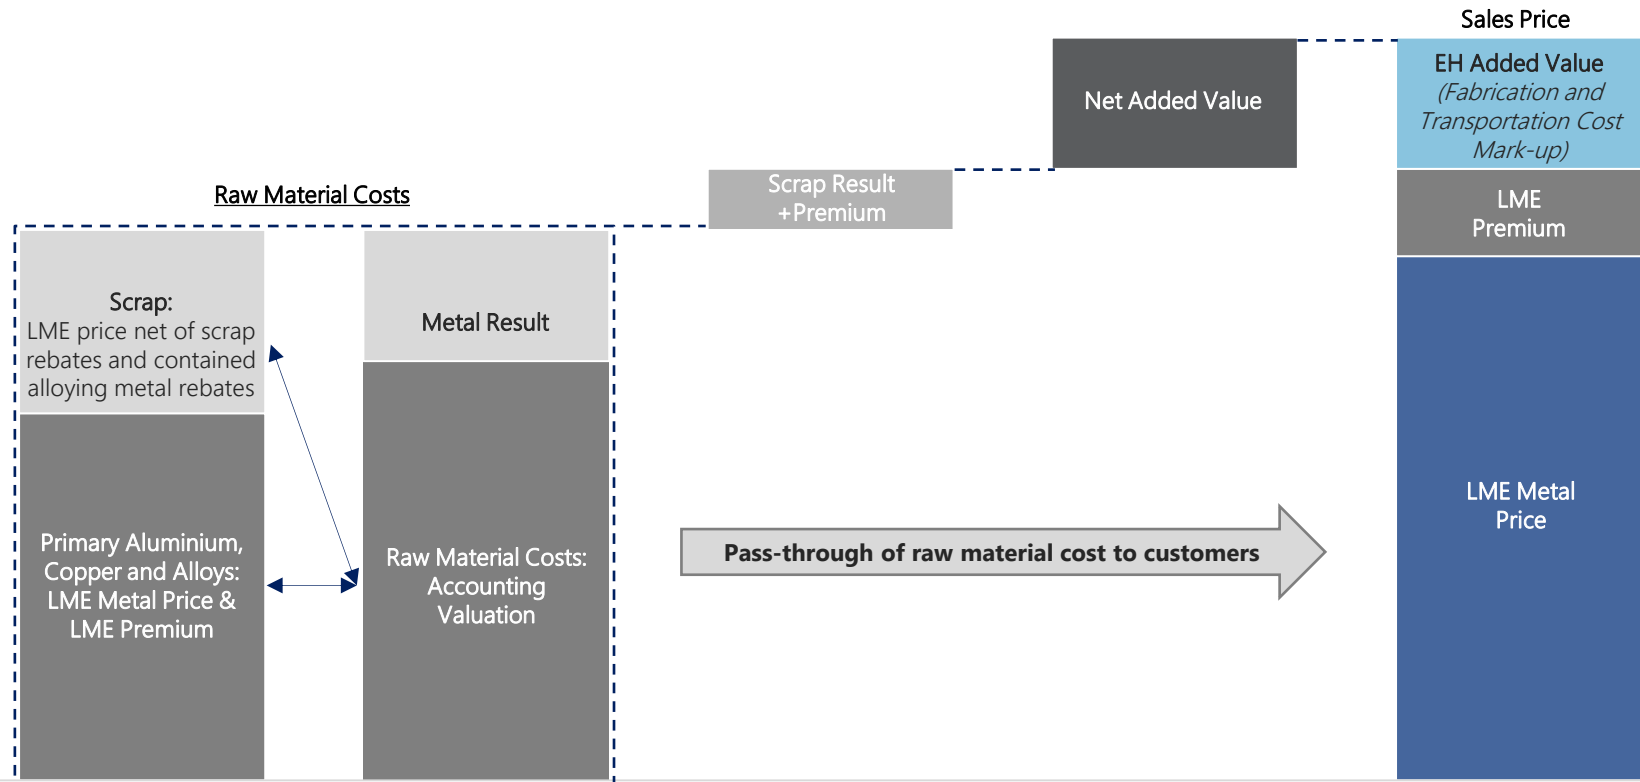 Sales Price
EH Added Value
(Fabrication and
Transportation Cost
Mark-up)
Net Added Value
Scrap Result
+Premium
LME
Premium
Raw Material Costs
Scrap:
LME price net of scrap
rebates and contained
alloying metal rebates
Metal Result
Primary Aluminium,
Copper and Alloys:
LME Metal Price &
LME Premium
Raw Material Costs:
Accounting
Valuation
Pass-through of raw material cost to customers
LME Metal
Price